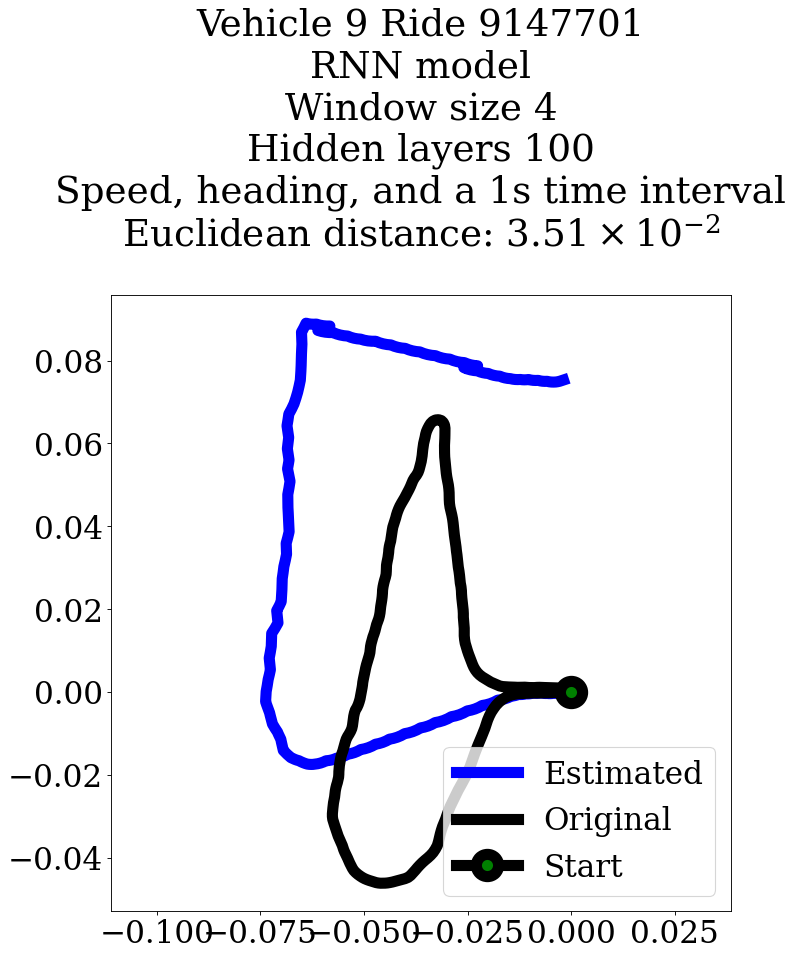 Vehicle 9 Ride 9147701
RNN model
Window size 4
Hidden layers 100
Speed, heading, and a 1s time interval
Euclidean distance: 3.51 × 10⁻²
0.08
0.06
0.04
0.02
0.00
−0.02
−0.04
Estimated
Original
Start
−0.100 −0.075 −0.050 −0.025 0.000 0.025